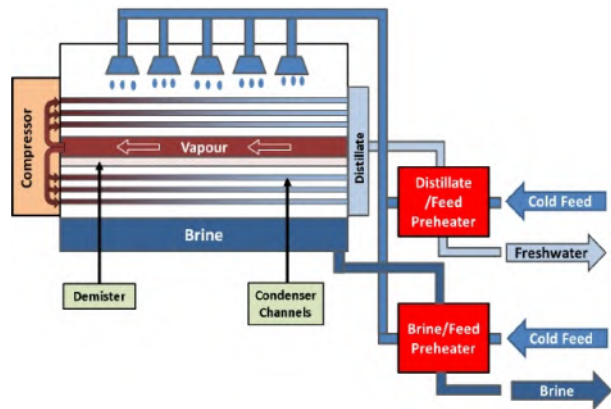 Compressor
Vapour
Distillate
Distillate
/Feed
Preheater
Cold Feed
Freshwater
Brine
Demister
Condenser
Channels
Brine/Feed
Preheater
Cold Feed
Brine